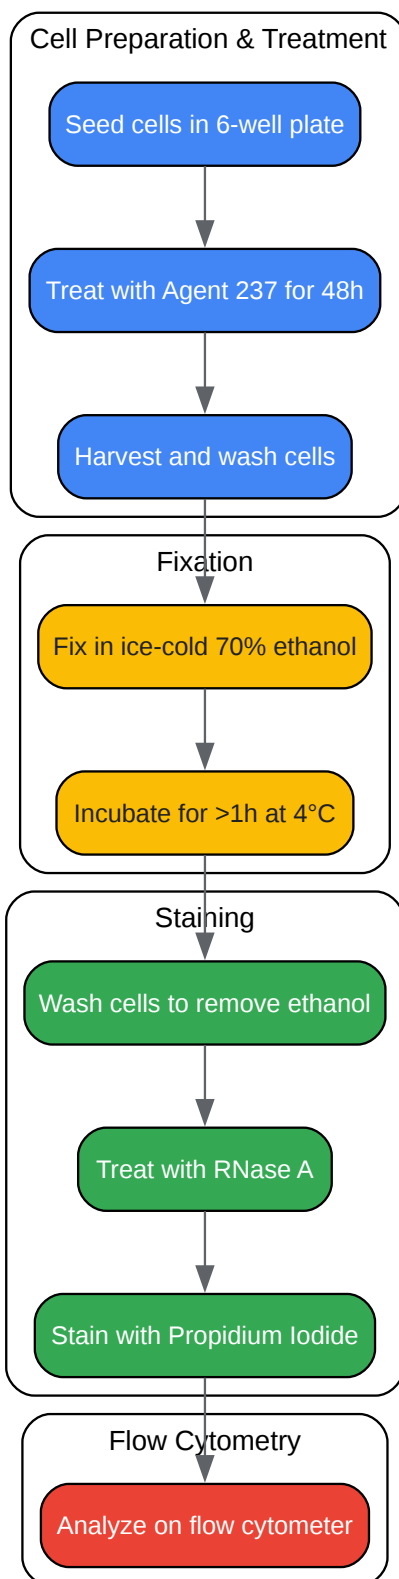 Cell Preparation & Treatment
Seed cells in 6-well plate
Treat with Agent 237 for 48h
Harvest and wash cells
Fixation
Fix in ice-cold 70% ethanol
Incubate for >1h at 4°C
Staining
Wash cells to remove ethanol
Treat with RNase A
Stain with Propidium Iodide
Flow Cytometry
Analyze on flow cytometer